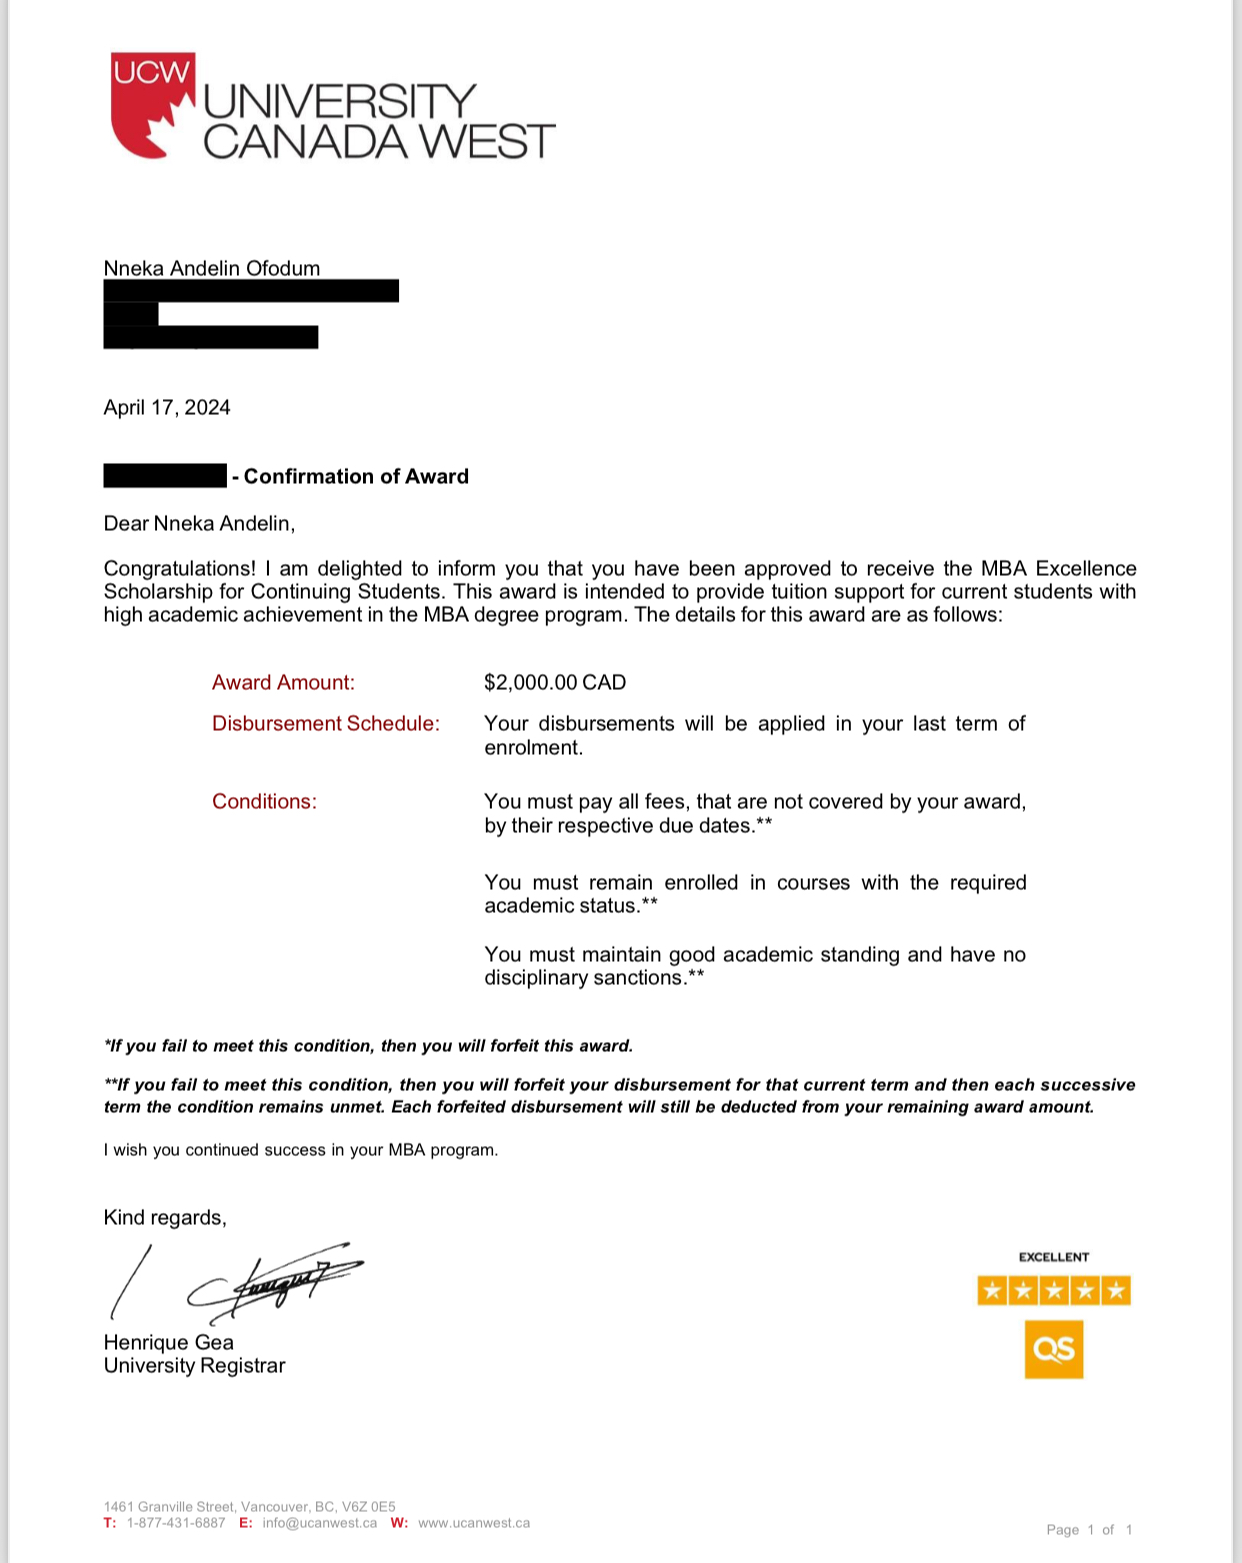 UCW
UNIVERSITY
CANADA WEST
Nneka Andelin Ofodum
April 17, 2024
- Confirmation of Award
Dear Nneka Andelin,
Congratulations! I am delighted to inform you that you have been approved to receive the MBA Excellence
Scholarship for Continuing Students. This award is intended to provide tuition support for current students with
high academic achievement in the MBA degree program. The details for this award are as follows:
Award Amount: $2,000.00 CAD
Disbursement Schedule: Your disbursements will be applied in your last term of
enrolment.
Conditions: You must pay all fees, that are not covered by your award,
by their respective due dates.**
You must remain enrolled in courses with the required
academic status.**
You must maintain good academic standing and have no
disciplinary sanctions.**
*If you fail to meet this condition, then you will forfeit this award.
**If you fail to meet this condition, then you will forfeit your disbursement for that current term and then each successive
term the condition remains unmet. Each forfeited disbursement will still be deducted from your remaining award amount.
I wish you continued success in your MBA program.
Kind regards,
Henrique Gea
University Registrar
EXCELLENT
QS
1461 Granville Street, Vancouver, BC, V6Z 0E5
T: 1-877-431-6887 E: info@ucanwest.ca W: www.ucanwest.ca
Page 1 of 1